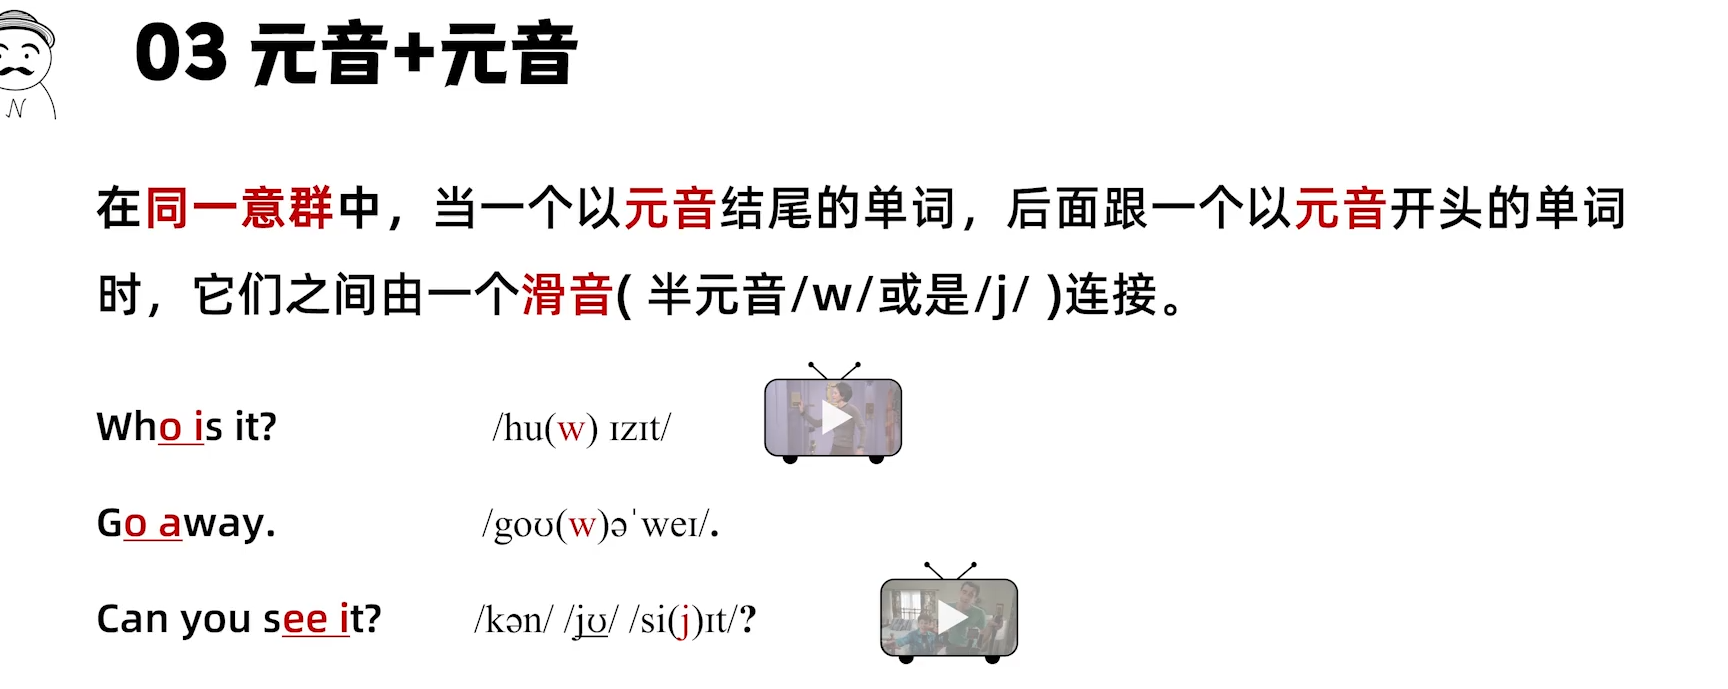 03 元音+元音
N
在同一意群中，当一个以元音结尾的单词，后面跟一个以元音开头的单词
时，它们之间由一个滑音( 半元音/w/或是/j/ )连接。
Who is it? /hu(w) ɪzɪt/
Go away. /goʊ(w)əˈweɪ/.
Can you see it? /kən/ /jʊ/ /si(j)ɪt/?